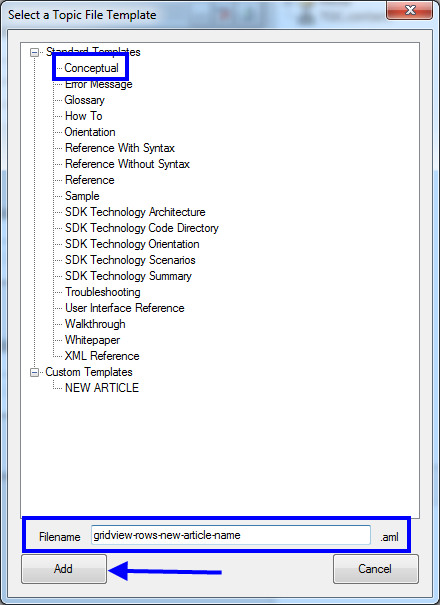 Select a Topic File Template
Standard Templates
Conceptual
Error Message
Glossary
How To
Orientation
Reference With Syntax
Reference Without Syntax
Reference
Sample
SDK Technology Architecture
SDK Technology Code Directory
SDK Technology Orientation
SDK Technology Scenarios
SDK Technology Summary
Troubleshooting
User Interface Reference
Walkthrough
Whitepaper
XML Reference
Custom Templates
NEW ARTICLE
Filename gridview-rows-new-article-name .aml
Add Cancel